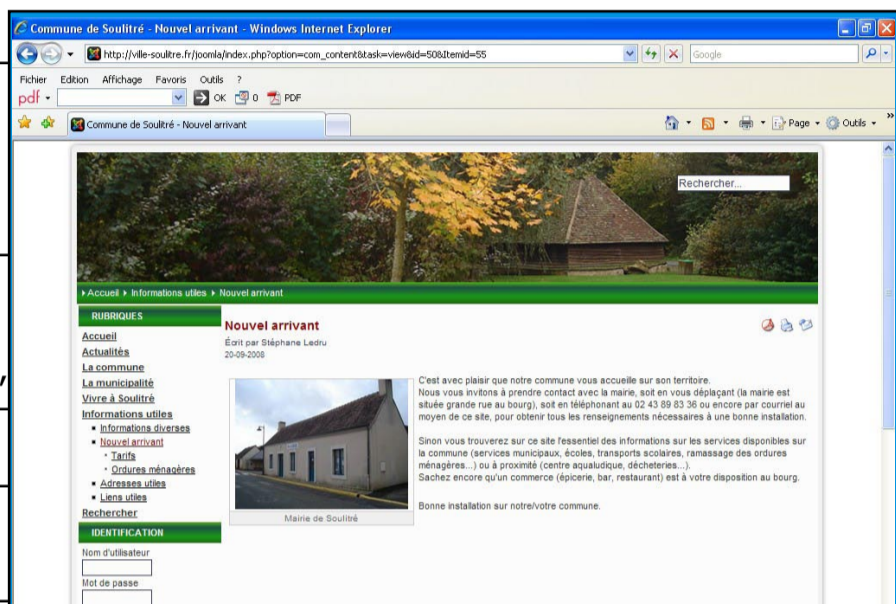 Commune de Soulitré - Nouvel arrivant - Windows Internet Explorer
http://ville-soulitre.fr/joomla/index.php?option=com_content&task=view&id=50&Itemid=55
Google
Fichier Edition Affichage Favoris Outils ?
pdf OK 0 PDF
Commune de Soulitré - Nouvel arrivant
Page Outils
Rechercher...
Accueil Informations utiles Nouvel arrivant
RUBRIQUES
Accueil
Actualités
La commune
La municipalité
Vivre à Soulitré
Informations utiles
Informations diverses
Nouvel arrivant
Tarifs
Ordures ménagères
Adresses utiles
Liens utiles
Rechercher
IDENTIFICATION
Nom d'utilisateur
Mot de passe
Nouvel arrivant
Écrit par Stéphane Ledru
20-09-2008
C'est avec plaisir que notre commune vous accueille sur son territoire.
Nous vous invitons à prendre contact avec la mairie, soit en vous déplaçant (la mairie est
située grande rue au bourg), soit en téléphonant au 02 43 89 83 36 ou encore par courriel au
moyen de ce site, pour obtenir tous les renseignements nécessaires à une bonne installation.
Sinon vous trouverez sur ce site l'essentiel des informations sur les services disponibles sur
la commune (services municipaux, écoles, transports scolaires, ramassage des ordures
ménagères...) ou à proximité (centre aqualudique, décheteries...).
Sachez encore qu'un commerce (épicerie, bar, restaurant) est à votre disposition au bourg.
Bonne installation sur notre/votre commune.
Mairie de Soulitré